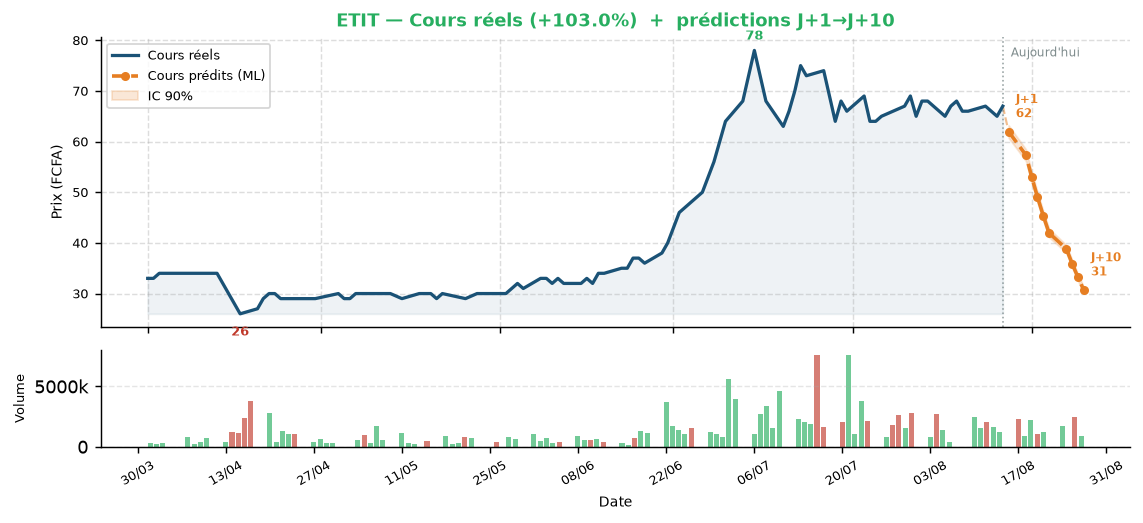 ETIT — Cours réels (+103.0%)  +  prédictions J+1→J+10
78
Cours réels
Cours prédits (ML)
IC 90%
Aujourd'hui
J+1
62
J+10
31
26
Prix (FCFA)
80
70
60
50
40
30
Volume
5000k
0
30/03
13/04
27/04
11/05
25/05
08/06
22/06
06/07
20/07
03/08
17/08
31/08
Date